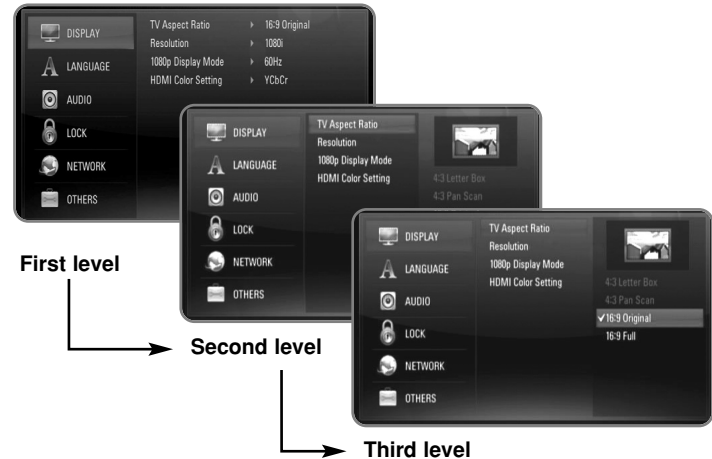 DISPLAY
LANGUAGE
AUDIO
LOCK
NETWORK
OTHERS
TV Aspect Ratio 16:9 Original
Resolution 1080i
1080p Display Mode 60Hz
HDMI Color Setting YCbCr
First level
DISPLAY
LANGUAGE
AUDIO
LOCK
NETWORK
OTHERS
TV Aspect Ratio
Resolution
1080p Display Mode
HDMI Color Setting
4:3 Letter Box
4:3 Pan Scan
Second level
DISPLAY
LANGUAGE
AUDIO
LOCK
NETWORK
OTHERS
TV Aspect Ratio
Resolution
1080p Display Mode
HDMI Color Setting
4:3 Letter Box
4:3 Pan Scan
✓16:9 Original
16:9 Full
Third level